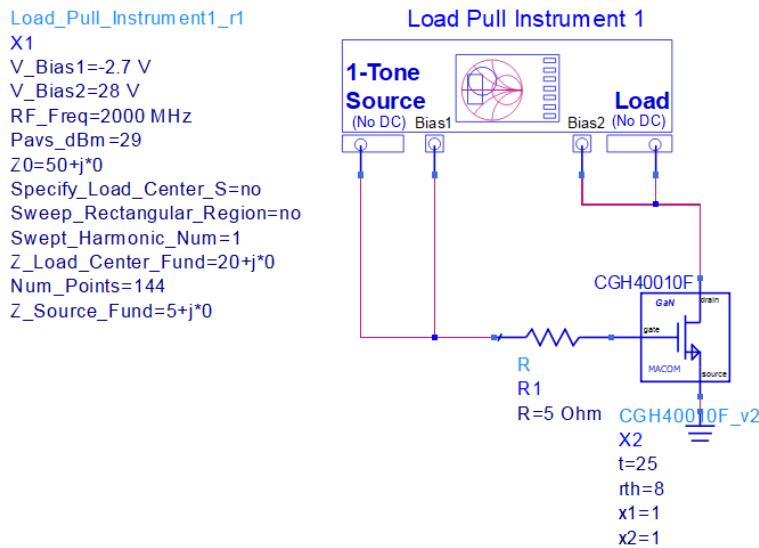 Load_Pull_Instrument1_r1
X1
V_Bias1=-2.7 V
V_Bias2=28 V
RF_Freq=2000 MHz
Pavs_dBm=29
Z0=50+j*0
Specify_Load_Center_S=no
Sweep_Rectangular_Region=no
Swept_Harmonic_Num=1
Z_Load_Center_Fund=20+j*0
Num_Points=144
Z_Source_Fund=5+j*0
Load Pull Instrument 1
1-Tone
Source
(No DC)
Bias1
Bias2
Load
(No DC)
R
R1
R=5 Ohm
CGH40010F
GaN
drain
gate
MACOM
source
CGH40010F_v2
X2
t=25
rth=8
x1=1
x2=1